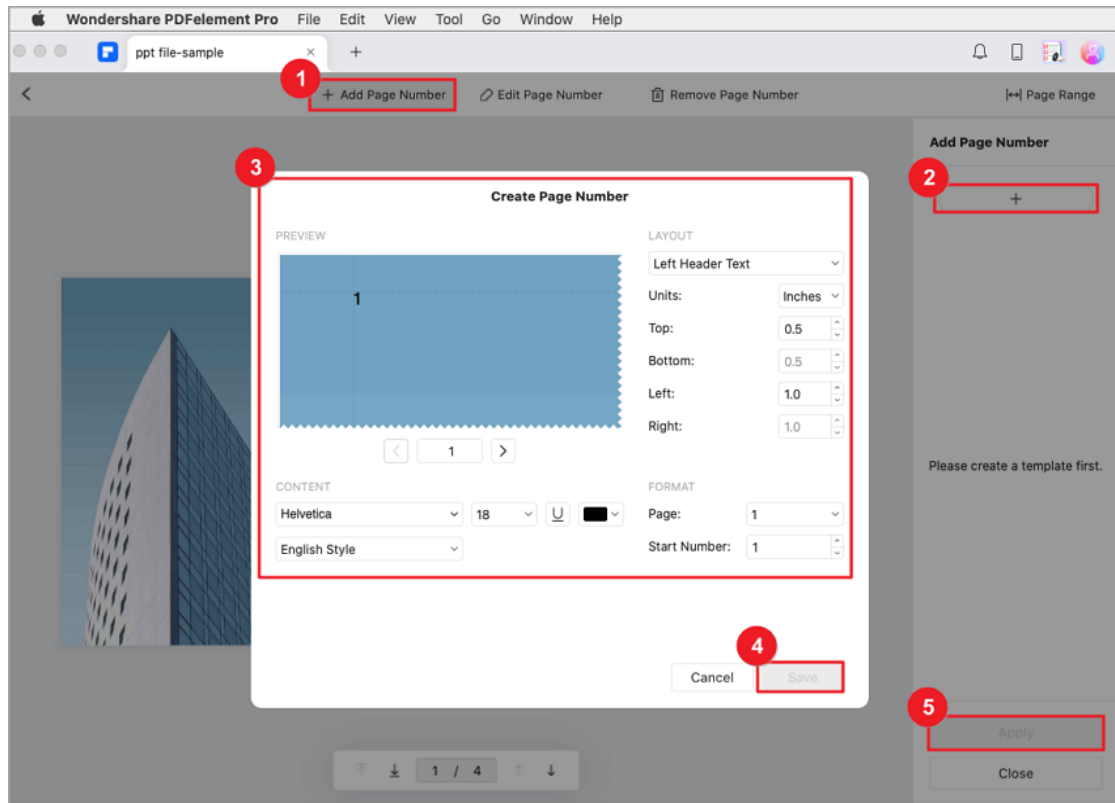 Wondershare PDFelement Pro File Edit View Tool Go Window Help
ppt file-sample
1
+ Add Page Number Edit Page Number Remove Page Number Page Range
Add Page Number
2
+
3
Create Page Number
PREVIEW
1
1
LAYOUT
Left Header Text
Units: Inches
Top: 0.5
Bottom: 0.5
Left: 1.0
Right: 1.0
CONTENT
Helvetica 18 U
English Style
FORMAT
Page: 1
Start Number: 1
Please create a template first.
4
Cancel Save
5
Apply
Close
1 / 4